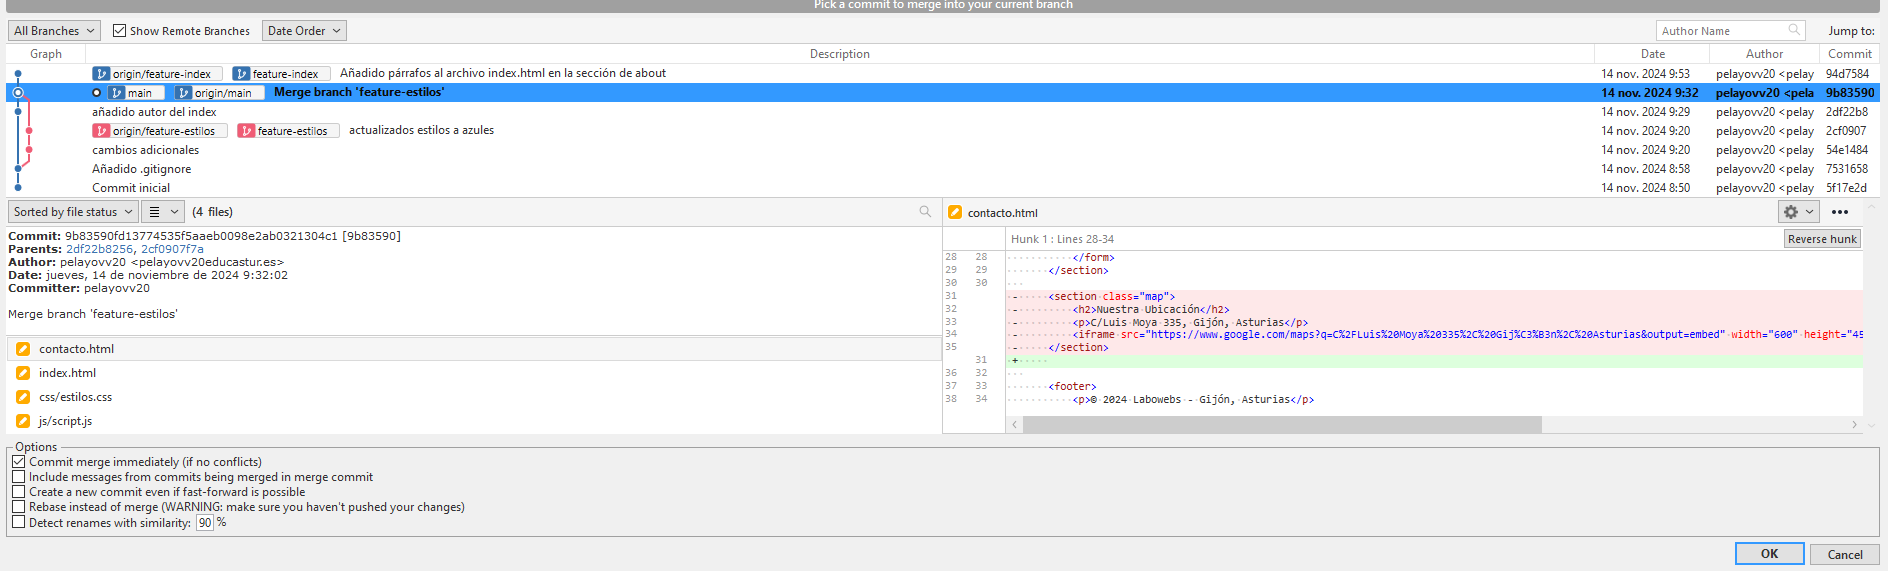 Pick a commit to merge into your current branch
All Branches Show Remote Branches Date Order Author Name Jump to:
Graph Description Date Author Commit
origin/feature-index feature-index Añadido párrafos al archivo index.html en la sección de about 14 nov. 2024 9:53 pelayovv20 <pelay 94d7584
main origin/main Merge branch 'feature-estilos' 14 nov. 2024 9:32 pelayovv20 <pela 9b83590
añadido autor del index 14 nov. 2024 9:29 pelayovv20 <pelay 2df22b8
origin/feature-estilos feature-estilos actualizados estilos a azules 14 nov. 2024 9:20 pelayovv20 <pelay 2cf0907
cambios adicionales 14 nov. 2024 9:20 pelayovv20 <pelay 54e1484
Añadido .gitignore 14 nov. 2024 8:58 pelayovv20 <pelay 7531658
Commit inicial 14 nov. 2024 8:50 pelayovv20 <pelay 5f17e2d
Sorted by file status (4 files)
Commit: 9b83590fd13774535f5aaeb0098e2ab0321304c1 [9b83590]
Parents: 2df22b8256, 2cf0907f7a
Author: pelayovv20 <pelayovv20educastur.es>
Date: jueves, 14 de noviembre de 2024 9:32:02
Committer: pelayovv20
Merge branch 'feature-estilos'
contacto.html
index.html
css/estilos.css
js/script.js
contacto.html
Hunk 1 : Lines 28-34 Reverse hunk
28 28 </form>
29 29 </section>
30 30
31 - <section class="map">
32 - <h2>Nuestra Ubicación</h2>
33 - <p>C/Luis Moya 335, Gijón, Asturias</p>
34 - <iframe src="https://www.google.com/maps?q=C%2FLuis%20Moya%20335%2C%20Gij%C3%B3n%2C%20Asturias&output=embed" width="600" height="45
35 - </section>
31 +
36 32
37 33 <footer>
38 34 <p>© 2024 Labowebs - Gijón, Asturias</p>
Options
Commit merge immediately (if no conflicts)
Include messages from commits being merged in merge commit
Create a new commit even if fast-forward is possible
Rebase instead of merge (WARNING: make sure you haven't pushed your changes)
Detect renames with similarity: 90 %
OK Cancel